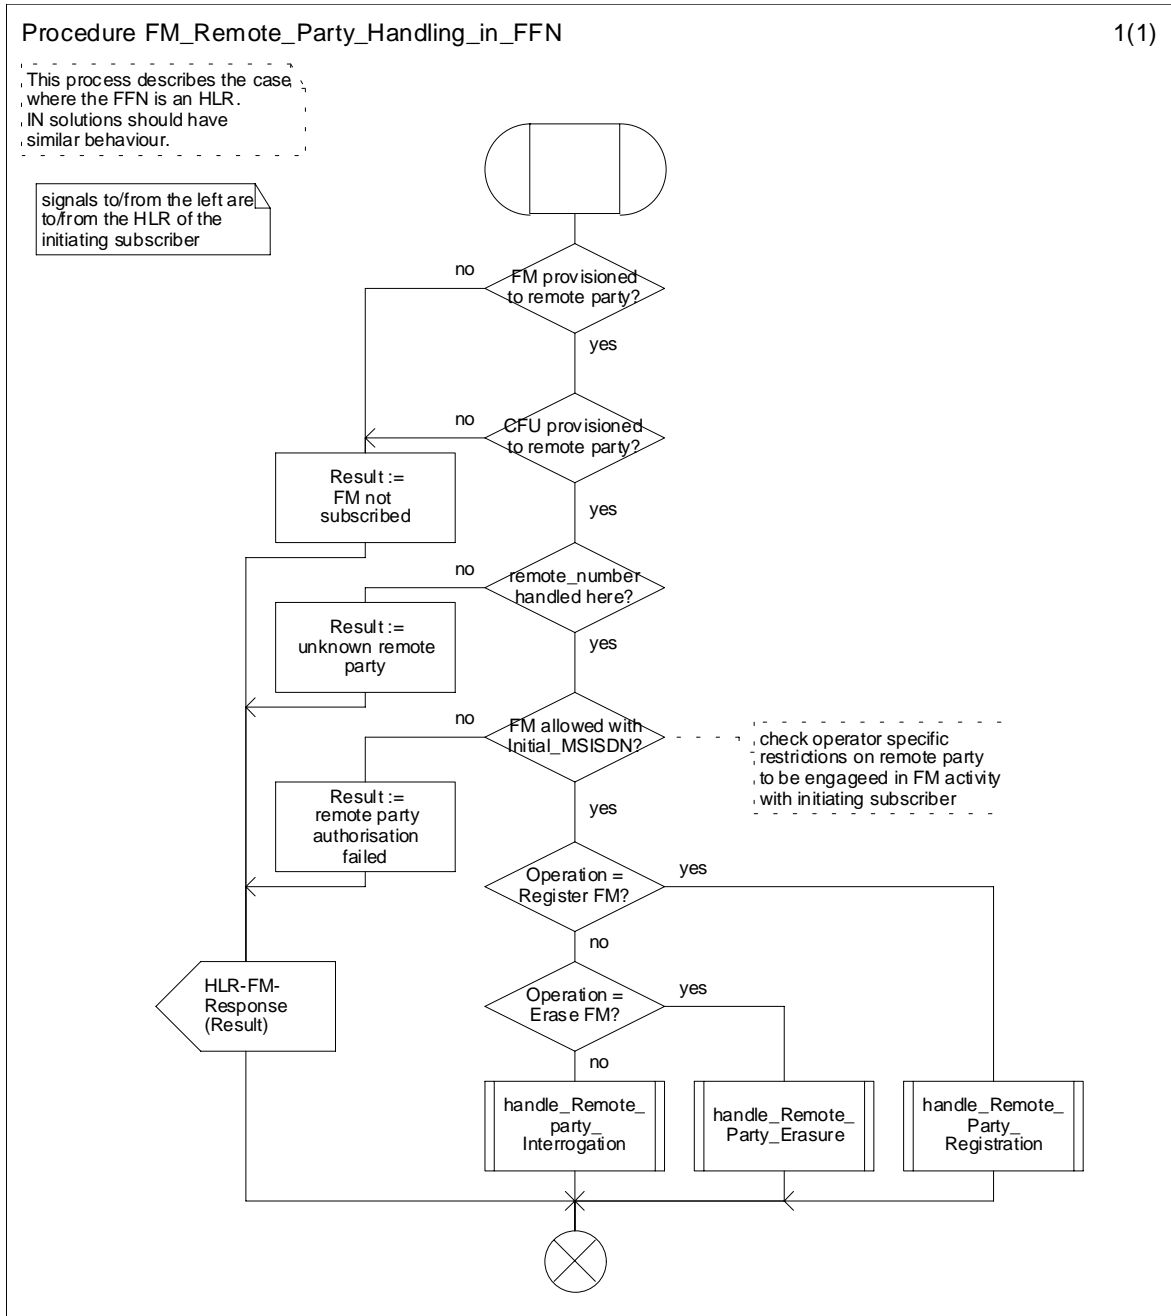 Procedure FM_Remote_Party_Handling_in_FFN
1(1)
This process describes the case
where the FFN is an HLR.
IN solutions should have
similar behaviour.
signals to/from the left are
to/from the HLR of the
initiating subscriber
no
FM provisioned
to remote party?
yes
no
CFU provisioned
to remote party?
Result :=
FM not
subscribed
yes
no
remote_number
handled here?
Result :=
unknown remote
party
yes
no
FM allowed with
Initial_MSISDN?
check operator specific
restrictions on remote party
to be engageed in FM activity
with initiating subscriber
Result :=
remote party
authorisation
failed
yes
Operation =
Register FM?
yes
no
HLR-FM-
Response
(Result)
Operation =
Erase FM?
yes
no
handle_Remote_
party_
Interrogation
handle_Remote_
Party_Erasure
handle_Remote_
Party_
Registration